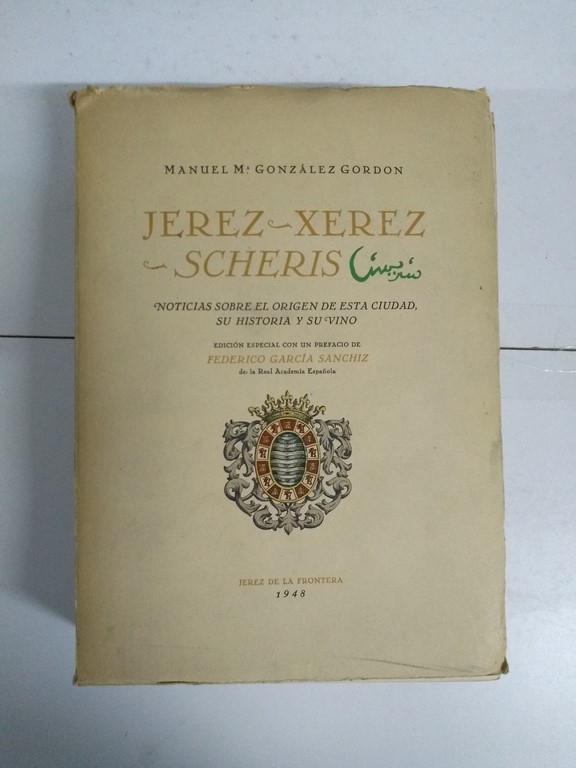 MANUEL Mª GONZÁLEZ GORDON
JEREZ~XEREZ
~SCHERIS شريش
NOTICIAS SOBRE EL ORIGEN DE ESTA CIUDAD,
SU HISTORIA Y SU VINO
EDICIÓN ESPECIAL CON UN PREFACIO DE
FEDERICO GARCÍA SANCHIZ
de la Real Academia Española
JEREZ DE LA FRONTERA
1948